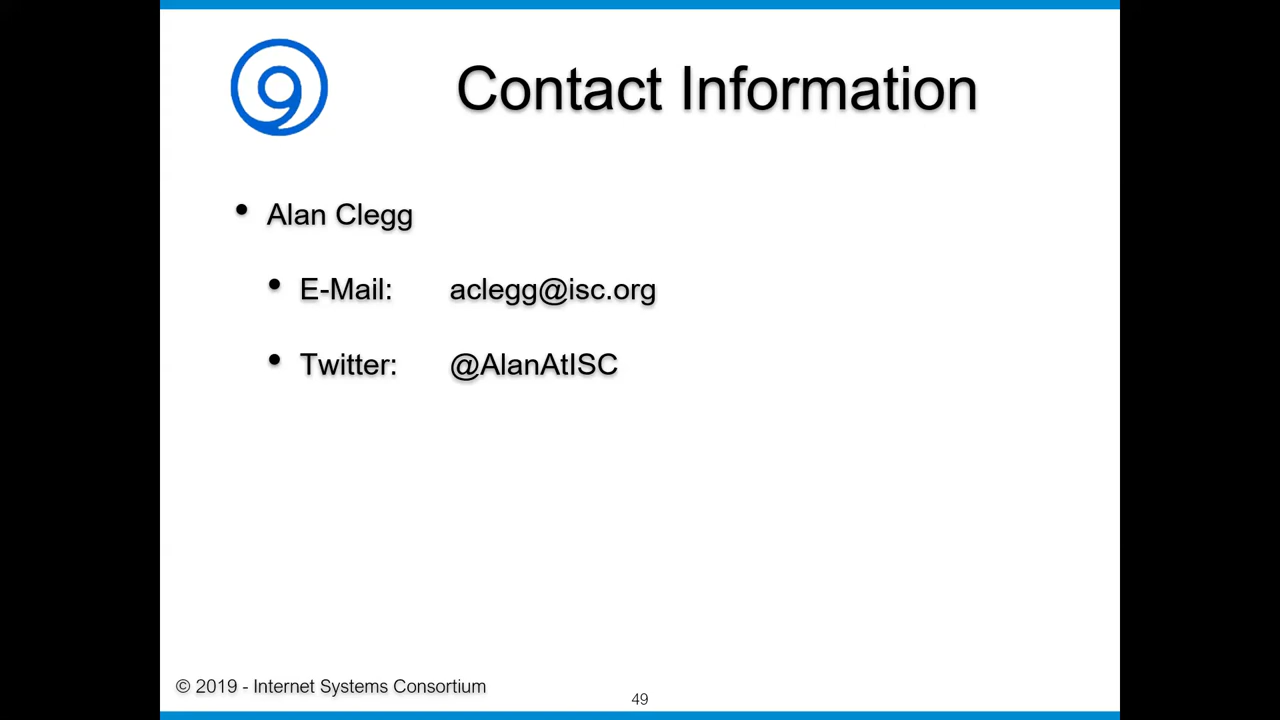 Contact Information
• Alan Clegg
• E-Mail: aclegg@isc.org
• Twitter: @AlanAtISC
© 2019 - Internet Systems Consortium
49